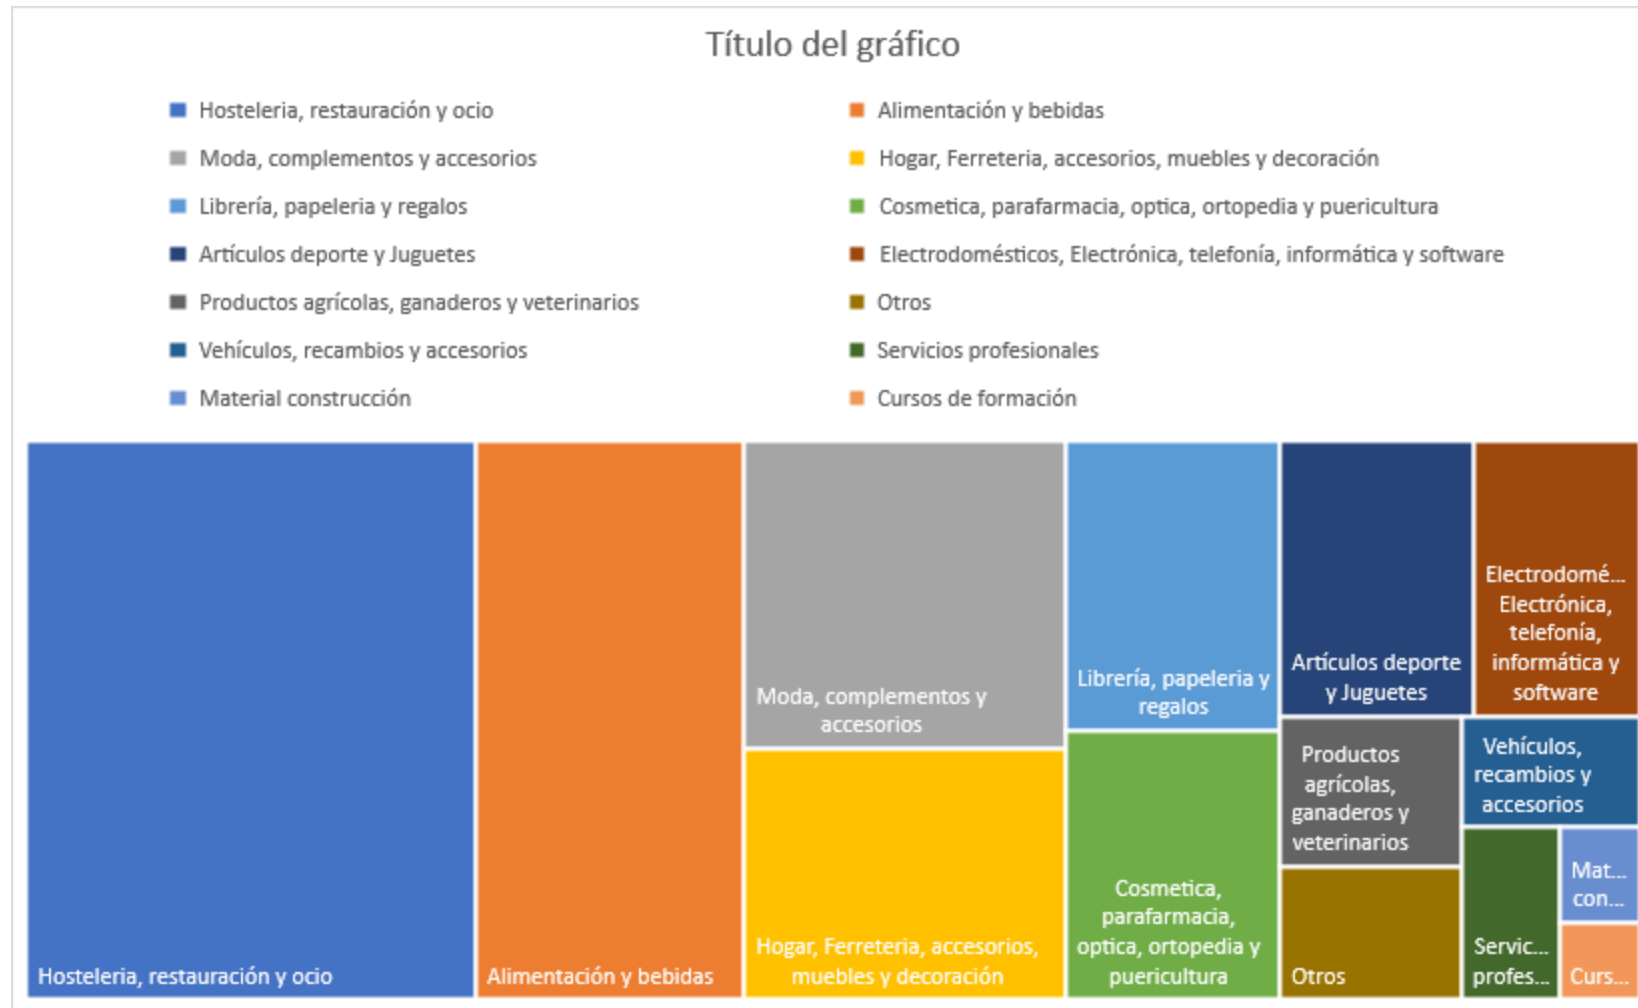 Título del gráfico
Hosteleria, restauración y ocio
Alimentación y bebidas
Moda, complementos y accesorios
Hogar, Ferreteria, accesorios, muebles y decoración
Librería, papeleria y regalos
Cosmetica, parafarmacia, optica, ortopedia y puericultura
Artículos deporte y Juguetes
Electrodomésticos, Electrónica, telefonía, informática y software
Productos agrícolas, ganaderos y veterinarios
Otros
Vehículos, recambios y accesorios
Servicios profesionales
Material construcción
Cursos de formación
Hosteleria, restauración y ocio
Alimentación y bebidas
Moda, complementos y
accesorios
Hogar, Ferreteria, accesorios,
muebles y decoración
Librería, papeleria y
regalos
Cosmetica,
parafarmacia,
optica, ortopedia y
puericultura
Artículos deporte
y Juguetes
Electrodomé...
Electrónica,
telefonía,
informática y
software
Productos
agrícolas,
ganaderos y
veterinarios
Otros
Vehículos,
recambios y
accesorios
Servic...
profes...
Mat...
con...
Curs...